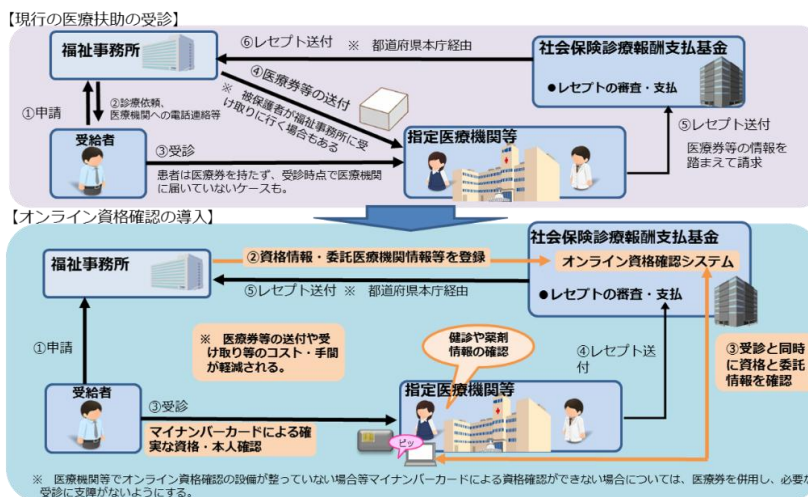 【現行の医療扶助の受診】
福祉事務所
⑥レセプト送付 ※ 都道府県本庁経由
社会保険診療報酬支払基金
●レセプトの審査・支払
④医療券等の送付
※ 被保護者が福祉事務所に受
け取りに行く場合もある
①申請
②診療依頼、
医療機関への電話連絡等
受給者
③受診
患者は医療券を持たず、受診時点で医療機関
に届いていないケースも。
指定医療機関等
⑤レセプト送付
医療券等の情報を
踏まえて請求
【オンライン資格確認の導入】
福祉事務所
②資格情報・委託医療機関情報等を登録
社会保険診療報酬支払基金
オンライン資格確認システム
⑤レセプト送付 ※ 都道府県本庁経由
●レセプトの審査・支払
①申請
※ 医療券等の送付や受
け取り等のコスト・手間
が軽減される。
健診や薬剤
情報の確認
④レセプト送
付
③受診と同時
に資格と委託
情報を確認
受給者
③受診
マイナンバーカードによる確
実な資格・本人確認
指定医療機関等
ピッ
※ 医療機関等でオンライン資格確認の設備が整っていない場合等マイナンバーカードによる資格確認ができない場合については、医療券を併用し、必要な
受診に支障がないようにする。